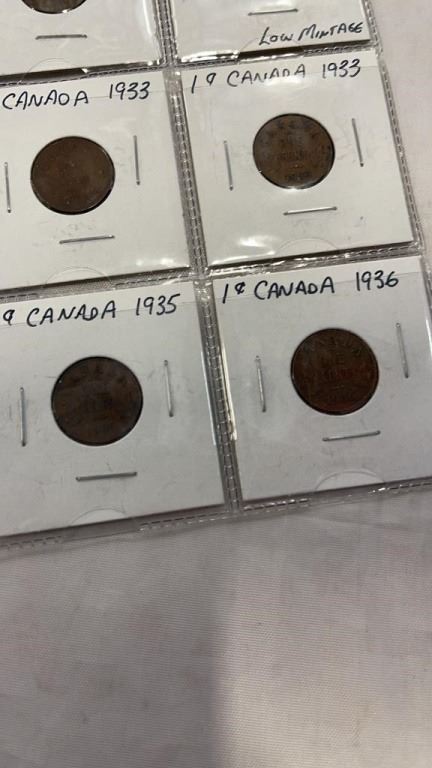 LOW MINTAGE
CANADA 1933
1¢ CANADA 1933
¢ CANADA 1935
1¢ CANADA 1936